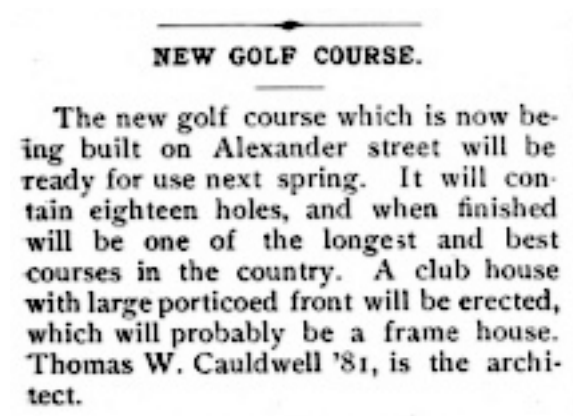 NEW GOLF COURSE.
The new golf course which is now be-
ing built on Alexander street will be
ready for use next spring. It will con-
tain eighteen holes, and when finished
will be one of the longest and best
courses in the country. A club house
with large porticoed front will be erected,
which will probably be a frame house.
Thomas W. Cauldwell '81, is the archi-
tect.